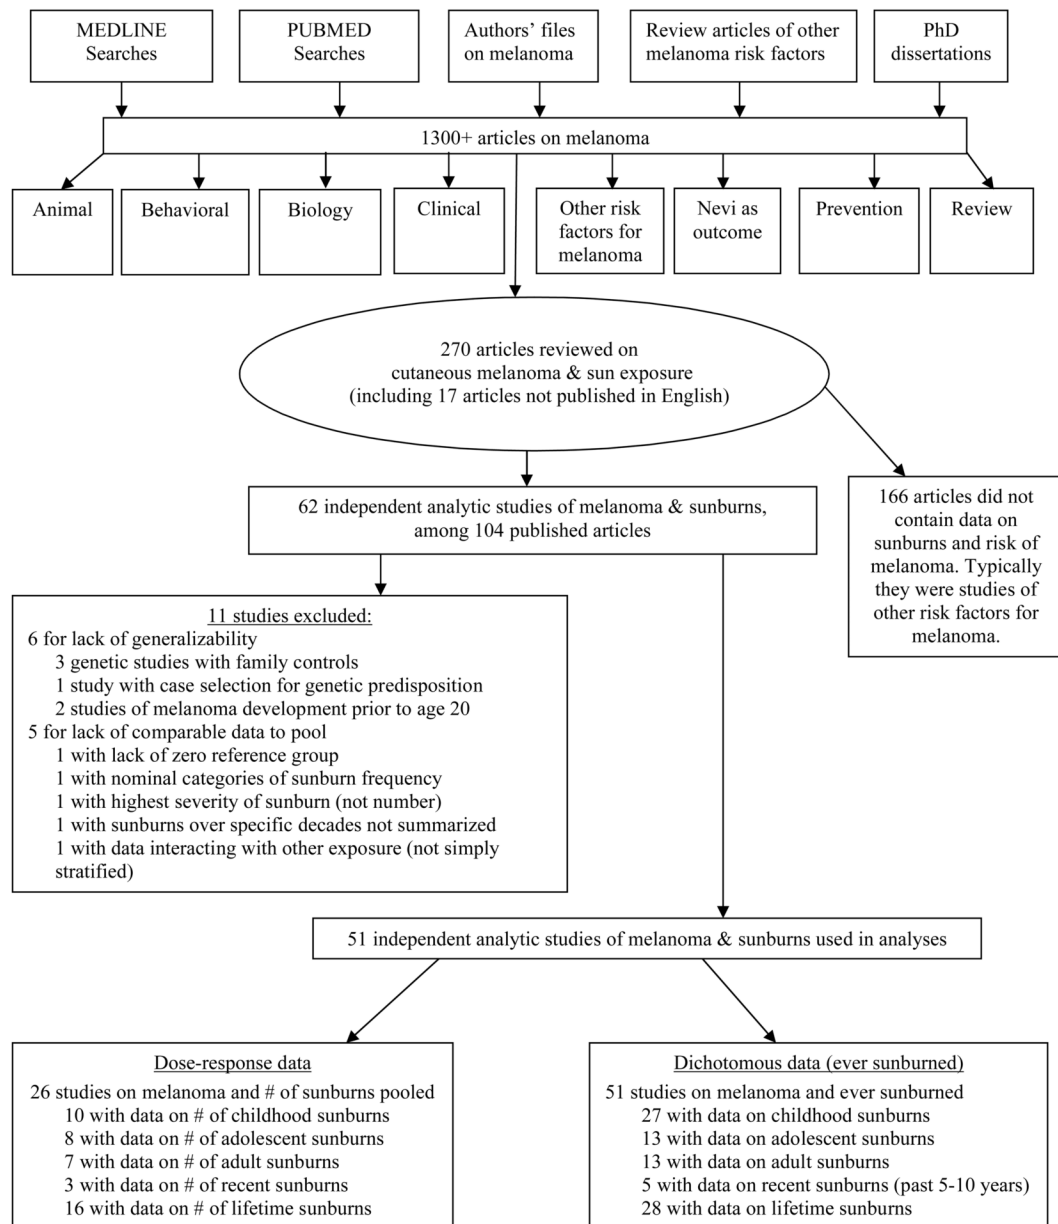 MEDLINE
Searches
PUBMED
Searches
Authors' files
on melanoma
Review articles of other
melanoma risk factors
PhD
dissertations
1300+ articles on melanoma
Animal
Behavioral
Biology
Clinical
Other risk
factors for
melanoma
Nevi as
outcome
Prevention
Review
270 articles reviewed on
cutaneous melanoma & sun exposure
(including 17 articles not published in English)
62 independent analytic studies of melanoma & sunburns,
among 104 published articles
166 articles did not
contain data on
sunburns and risk of
melanoma. Typically
they were studies of
other risk factors for
melanoma.
11 studies excluded:
6 for lack of generalizability
3 genetic studies with family controls
1 study with case selection for genetic predisposition
2 studies of melanoma development prior to age 20
5 for lack of comparable data to pool
1 with lack of zero reference group
1 with nominal categories of sunburn frequency
1 with highest severity of sunburn (not number)
1 with sunburns over specific decades not summarized
1 with data interacting with other exposure (not simply
stratified)
51 independent analytic studies of melanoma & sunburns used in analyses
Dose-response data
26 studies on melanoma and # of sunburns pooled
10 with data on # of childhood sunburns
8 with data on # of adolescent sunburns
7 with data on # of adult sunburns
3 with data on # of recent sunburns
16 with data on # of lifetime sunburns
Dichotomous data (ever sunburned)
51 studies on melanoma and ever sunburned
27 with data on childhood sunburns
13 with data on adolescent sunburns
13 with data on adult sunburns
5 with data on recent sunburns (past 5-10 years)
28 with data on lifetime sunburns